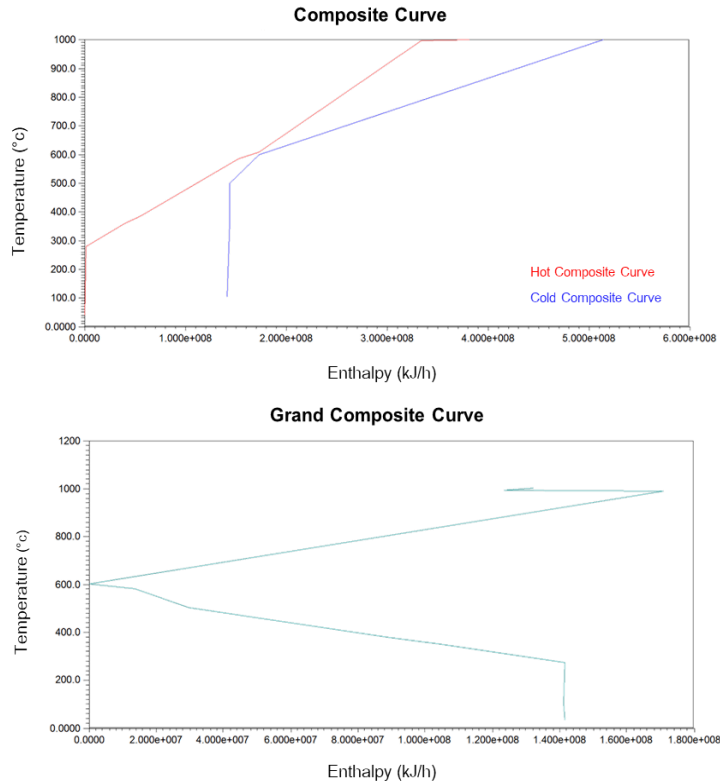 Composite Curve
1000
900.0
800.0
700.0
600.0
500.0
400.0
300.0
200.0
100.0
0.0000
Temperature (°c)
Hot Composite Curve
Cold Composite Curve
0.0000 1.000e+008 2.000e+008 3.000e+008 4.000e+008 5.000e+008 6.000e+008
Enthalpy (kJ/h)
Grand Composite Curve
1200
1000
800.0
600.0
400.0
200.0
0.0000
Temperature (°c)
0.0000 2.000e+007 4.000e+007 6.000e+007 8.000e+007 1.000e+008 1.200e+008 1.400e+008 1.600e+008 1.800e+008
Enthalpy (kJ/h)